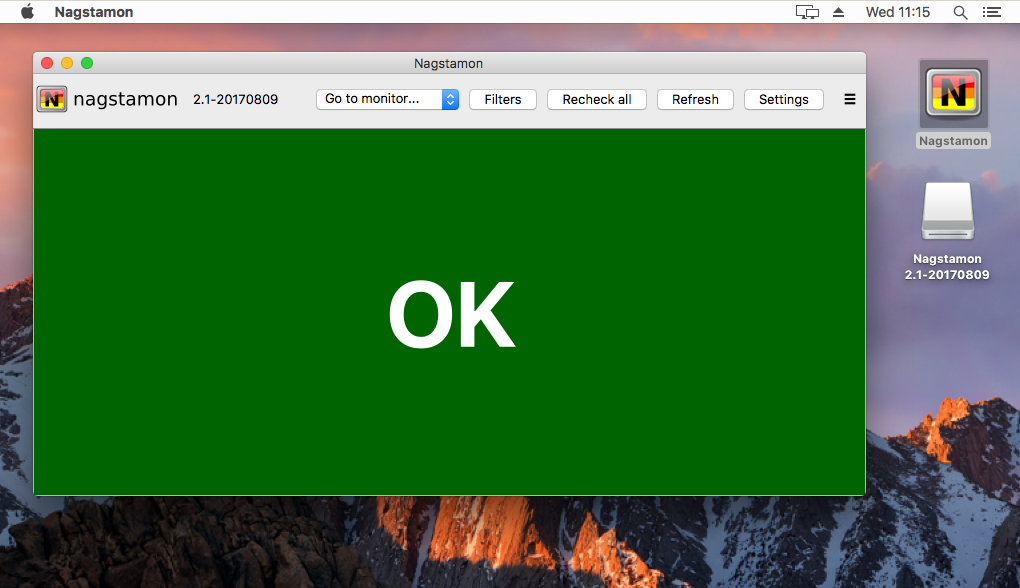 Nagstamon
Wed 11:15
Nagstamon
N nagstamon 2.1-20170809 Go to monitor... Filters Recheck all Refresh Settings
OK
N
Nagstamon
Nagstamon
2.1-20170809